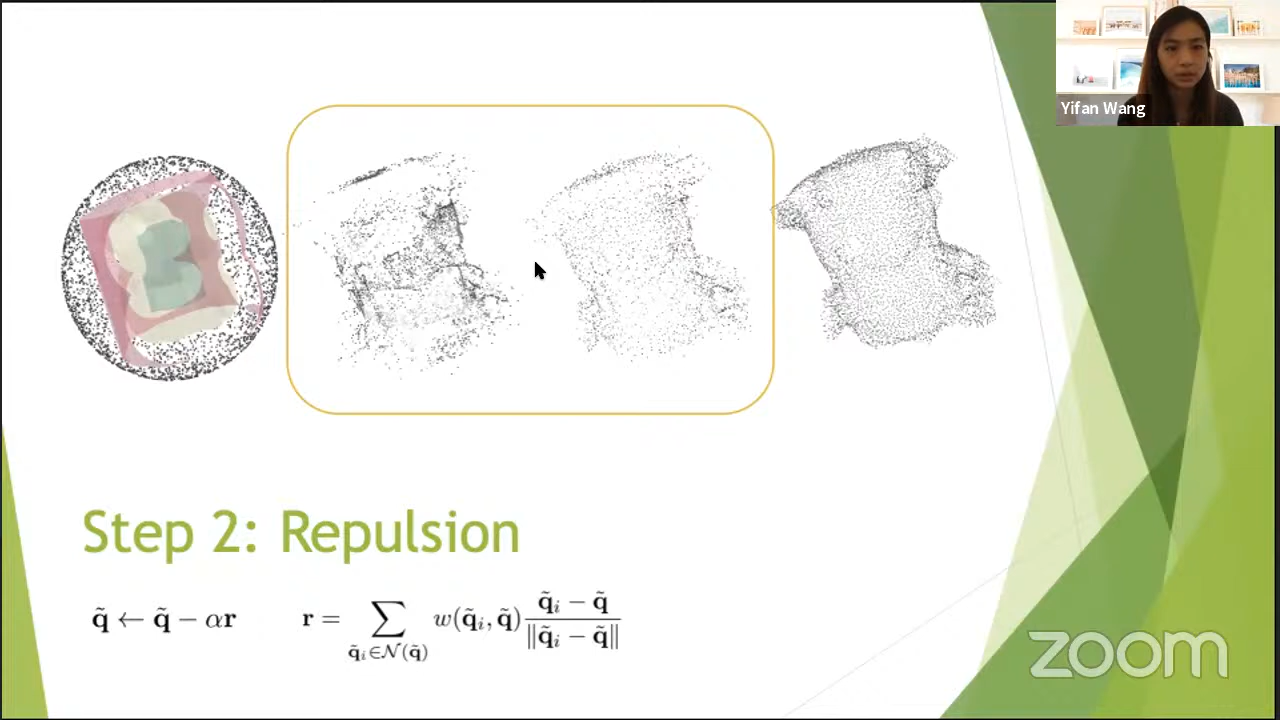 Yifan Wang
Step 2: Repulsion
q̃ ← q̃ − αr    r = ∑_{q̃ᵢ∈𝒩(q̃)} w(q̃ᵢ, q̃) (q̃ᵢ − q̃)/‖q̃ᵢ − q̃‖
zoom